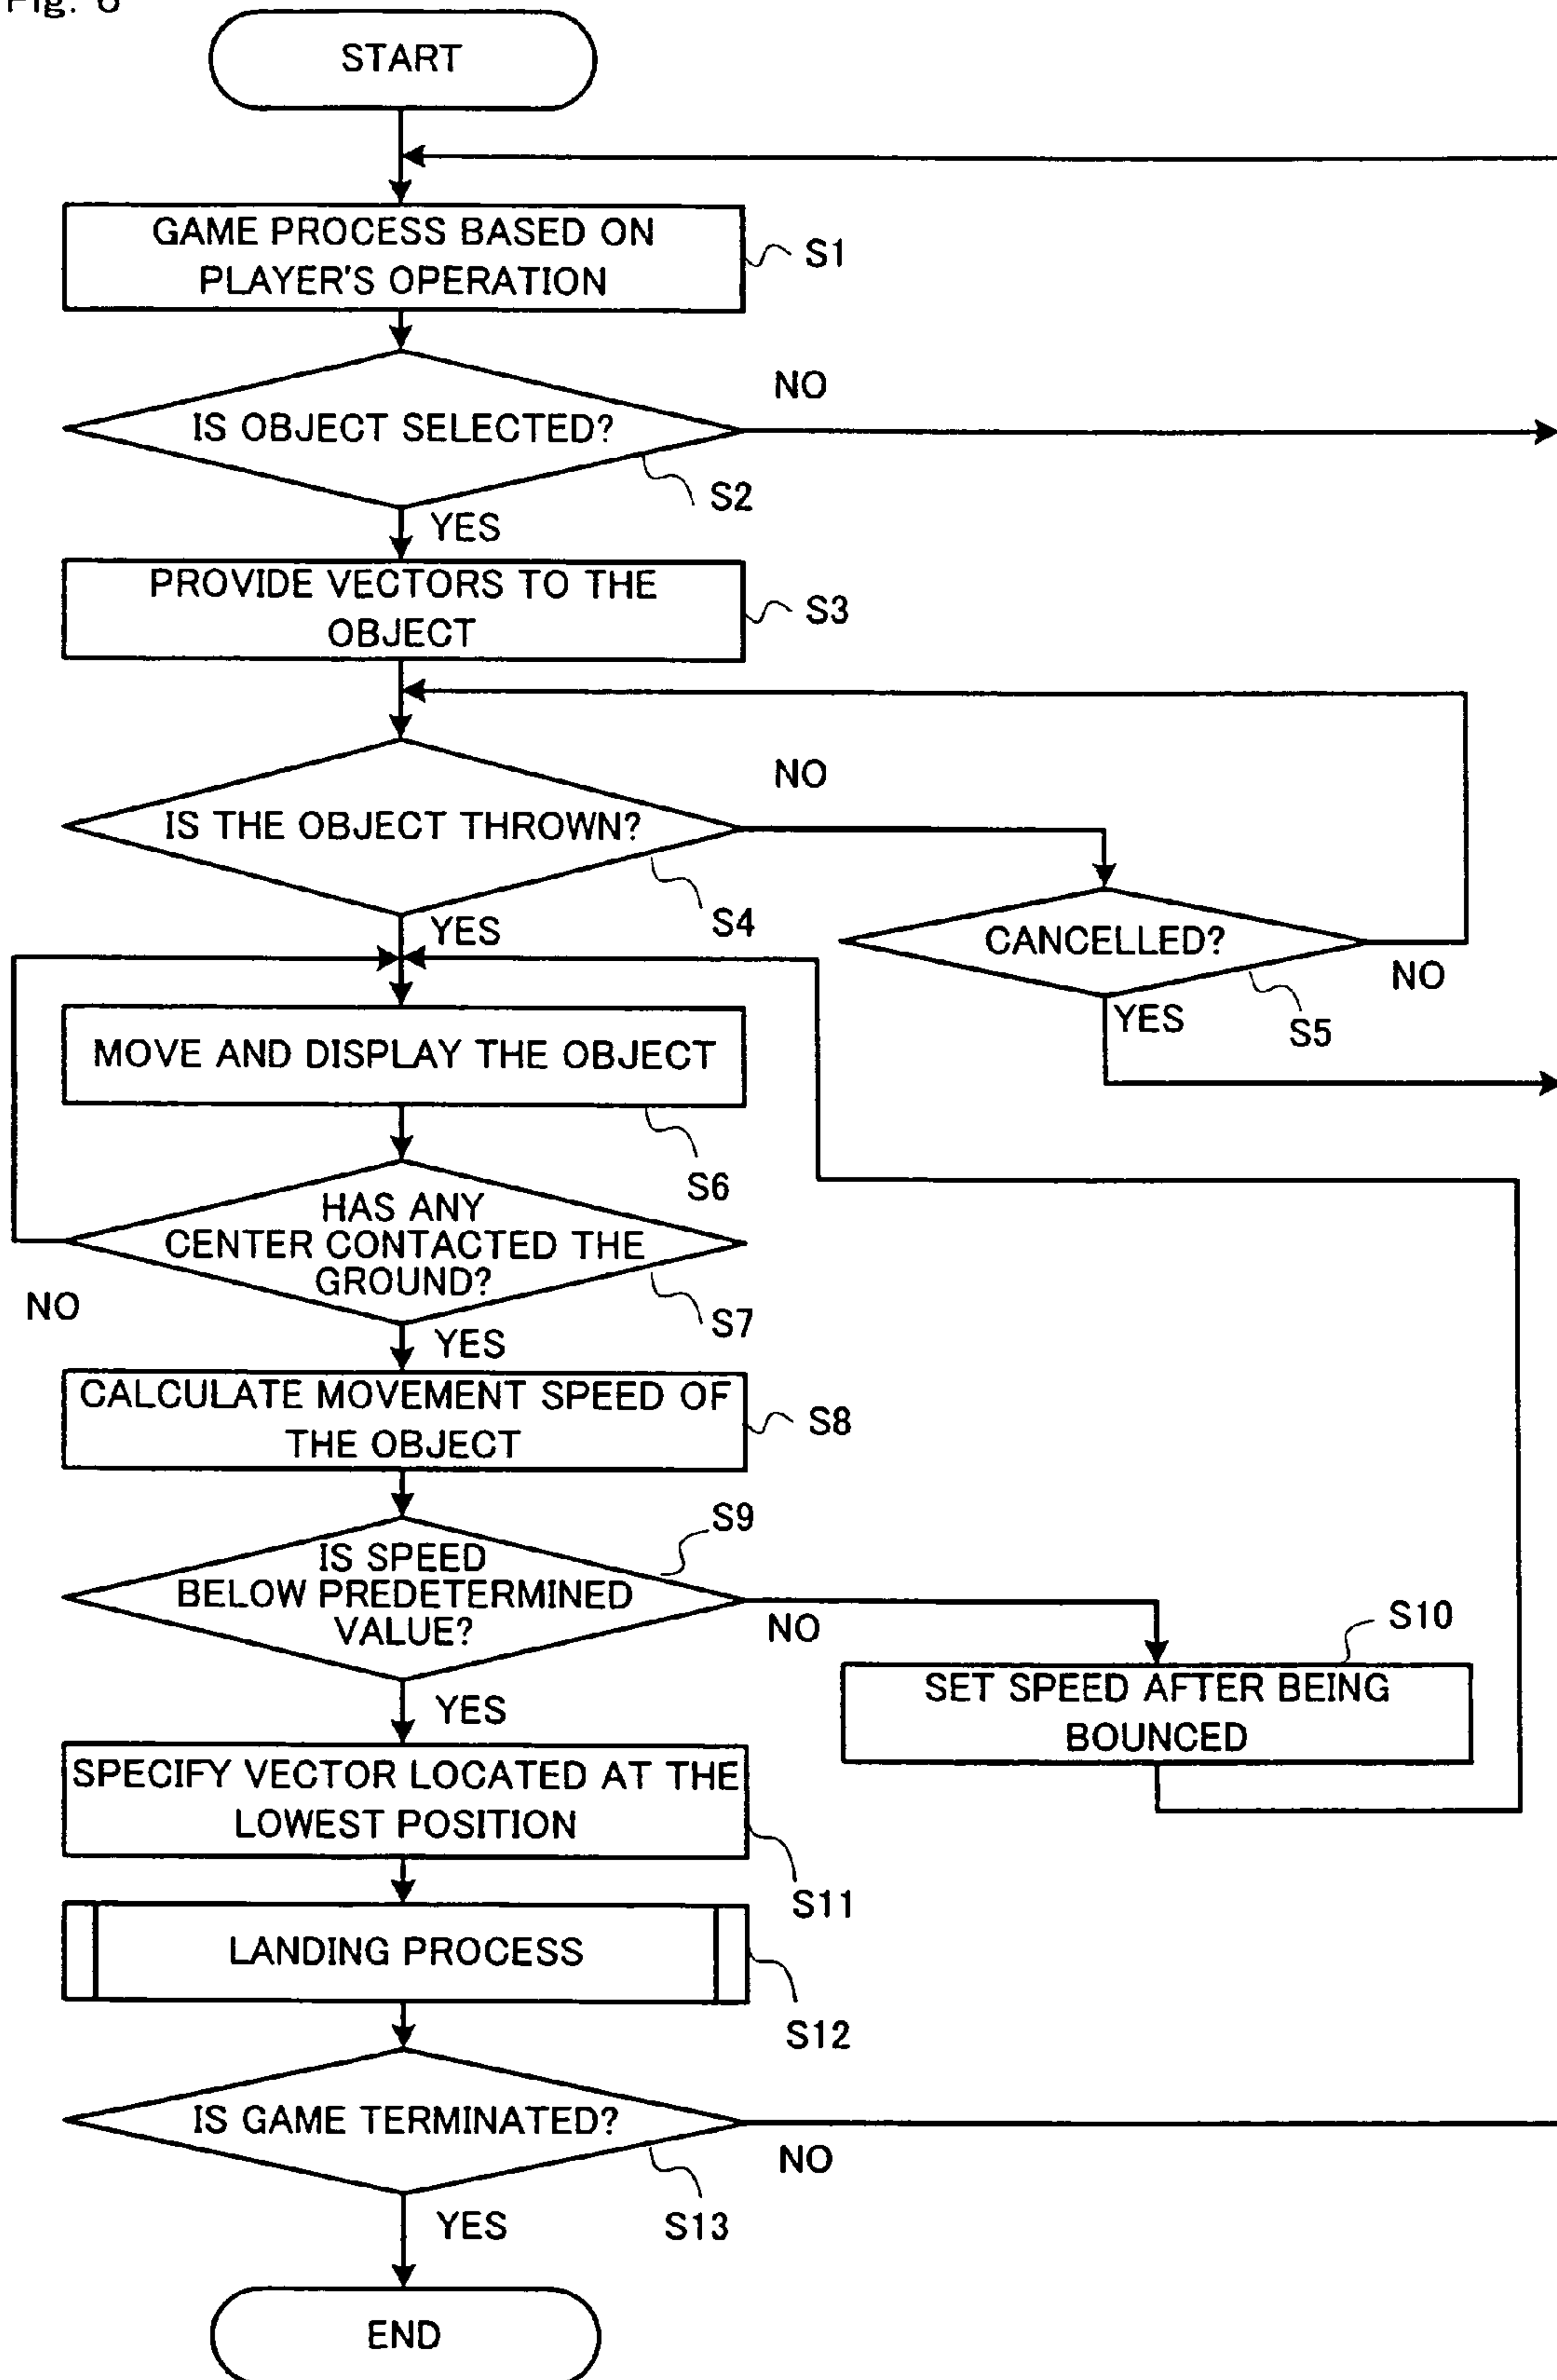 Fig. 6
START
GAME PROCESS BASED ON
PLAYER'S OPERATION
S1
NO
IS OBJECT SELECTED?
S2
YES
PROVIDE VECTORS TO THE
OBJECT
S3
NO
IS THE OBJECT THROWN?
S4
YES
CANCELLED?
NO
YES
S5
MOVE AND DISPLAY THE OBJECT
S6
HAS ANY
CENTER CONTACTED THE
GROUND?
NO
S7
YES
CALCULATE MOVEMENT SPEED OF
THE OBJECT
S8
S9
IS SPEED
BELOW PREDETERMINED
VALUE?
NO
S10
SET SPEED AFTER BEING
BOUNCED
YES
SPECIFY VECTOR LOCATED AT THE
LOWEST POSITION
S11
LANDING PROCESS
S12
IS GAME TERMINATED?
NO
S13
YES
END